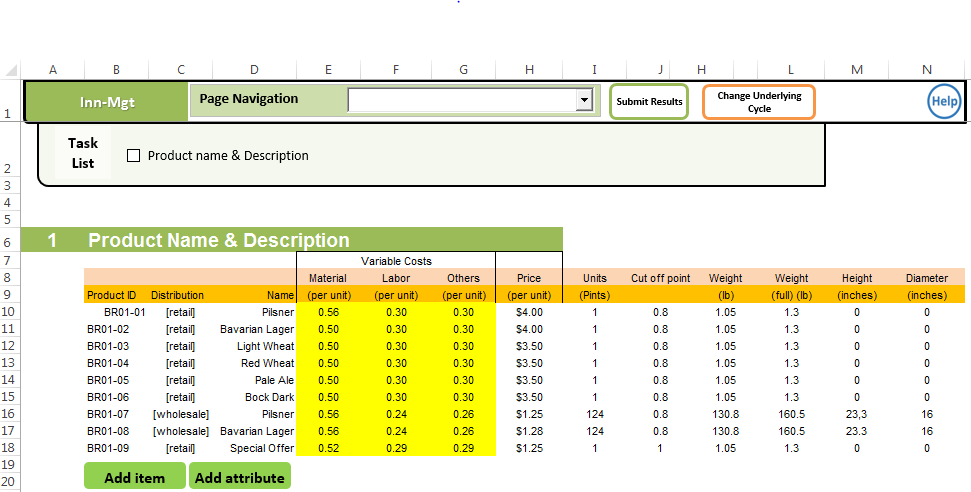 A B C D E F G H I J H L M N
1 Inn-Mgt Page Navigation Submit Results Change Underlying Cycle Help
2 Task List Product name & Description
3
4
5
6 1 Product Name & Description
7 Variable Costs
8 Material Labor Others Price Units Cut off point Weight Weight Height Diameter
9 Product ID Distribution Name (per unit) (per unit) (per unit) (per unit) (Pints) (lb) (full) (lb) (inches) (inches)
10 BR01-01 [retail] Pilsner 0.56 0.30 0.30 $4.00 1 0.8 1.05 1.3 0 0
11 BR01-02 [retail] Bavarian Lager 0.50 0.30 0.30 $4.00 1 0.8 1.05 1.3 0 0
12 BR01-03 [retail] Light Wheat 0.50 0.30 0.30 $3.50 1 0.8 1.05 1.3 0 0
13 BR01-04 [retail] Red Wheat 0.50 0.30 0.30 $3.50 1 0.8 1.05 1.3 0 0
14 BR01-05 [retail] Pale Ale 0.50 0.30 0.30 $3.50 1 0.8 1.05 1.3 0 0
15 BR01-06 [retail] Bock Dark 0.50 0.30 0.30 $3.50 1 0.8 1.05 1.3 0 0
16 BR01-07 [wholesale] Pilsner 0.56 0.24 0.26 $1.25 124 0.8 130.8 160.5 23,3 16
17 BR01-08 [wholesale] Bavarian Lager 0.56 0.24 0.26 $1.28 124 0.8 130.8 160.5 23.3 16
18 BR01-09 [retail] Special Offer 0.52 0.29 0.29 $1.25 1 1 1.05 1.3 0 0
19
20 Add item Add attribute